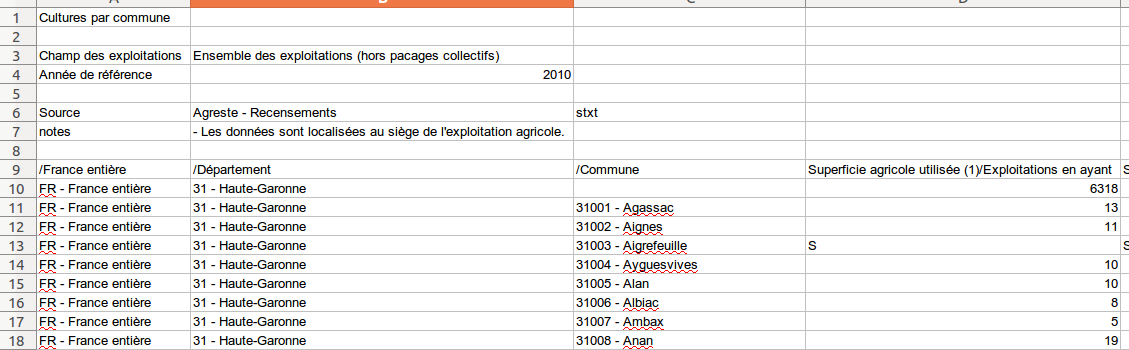 1 Cultures par commune
2
3 Champ des exploitations Ensemble des exploitations (hors pacages collectifs)
4 Année de référence 2010
5
6 Source Agreste - Recensements stxt
7 notes - Les données sont localisées au siège de l'exploitation agricole.
8
9 /France entière /Département /Commune Superficie agricole utilisée (1)/Exploitations en ayant S
10 FR - France entière 31 - Haute-Garonne 6318
11 FR - France entière 31 - Haute-Garonne 31001 - Agassac 13
12 FR - France entière 31 - Haute-Garonne 31002 - Aignes 11
13 FR - France entière 31 - Haute-Garonne 31003 - Aigrefeuille S S
14 FR - France entière 31 - Haute-Garonne 31004 - Ayguesvives 10
15 FR - France entière 31 - Haute-Garonne 31005 - Alan 10
16 FR - France entière 31 - Haute-Garonne 31006 - Albiac 8
17 FR - France entière 31 - Haute-Garonne 31007 - Ambax 5
18 FR - France entière 31 - Haute-Garonne 31008 - Anan 19